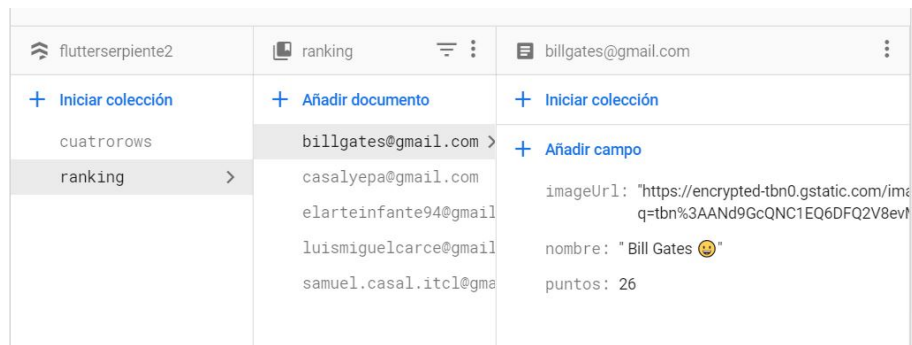 flutterserpiente2
Iniciar colección
cuatrorows
ranking
ranking
Añadir documento
billgates@gmail.com
casalyepa@gmail.com
elarteinfante94@gmail
luismiguelcarce@gmail
samuel.casal.itcl@gma
billgates@gmail.com
Iniciar colección
Añadir campo
imageUrl: "https://encrypted-tbn0.gstatic.com/ima
q=tbn%3AANd9GcQNC1EQ6DFQ2V8evM
nombre: " Bill Gates 😀"
puntos: 26